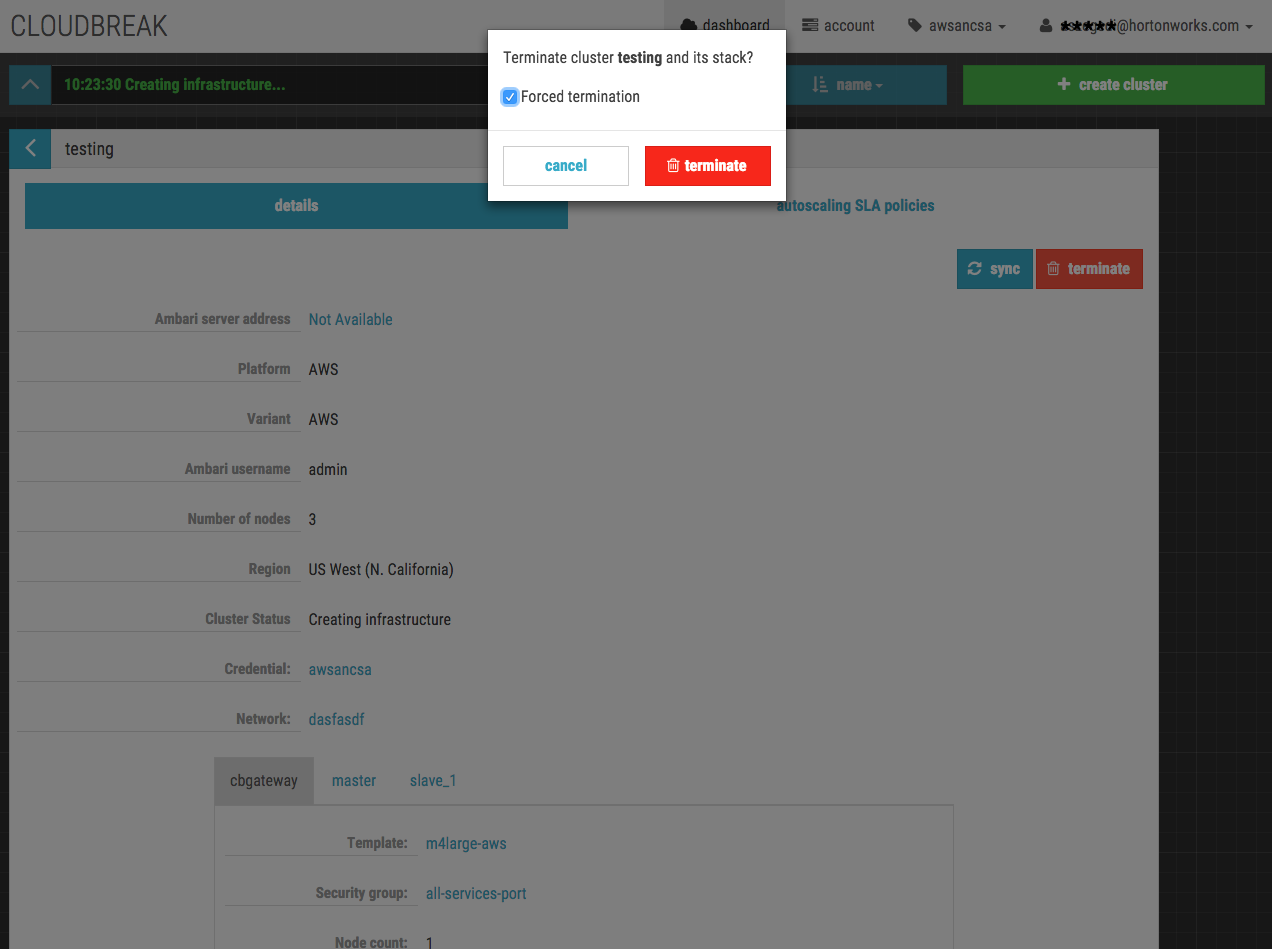 CLOUDBREAK
dashboard
account
awsancsa
@hortonworks.com
Terminate cluster testing and its stack?
Forced termination
cancel
terminate
10:23:30 Creating infrastructure...
name
create cluster
testing
details
autoscaling SLA policies
sync
terminate
Ambari server address Not Available
Platform AWS
Variant AWS
Ambari username admin
Number of nodes 3
Region US West (N. California)
Cluster Status Creating infrastructure
Credential: awsancsa
Network: dasfasdf
cbgateway master slave_1
Template: m4large-aws
Security group: all-services-port
Node count: 1